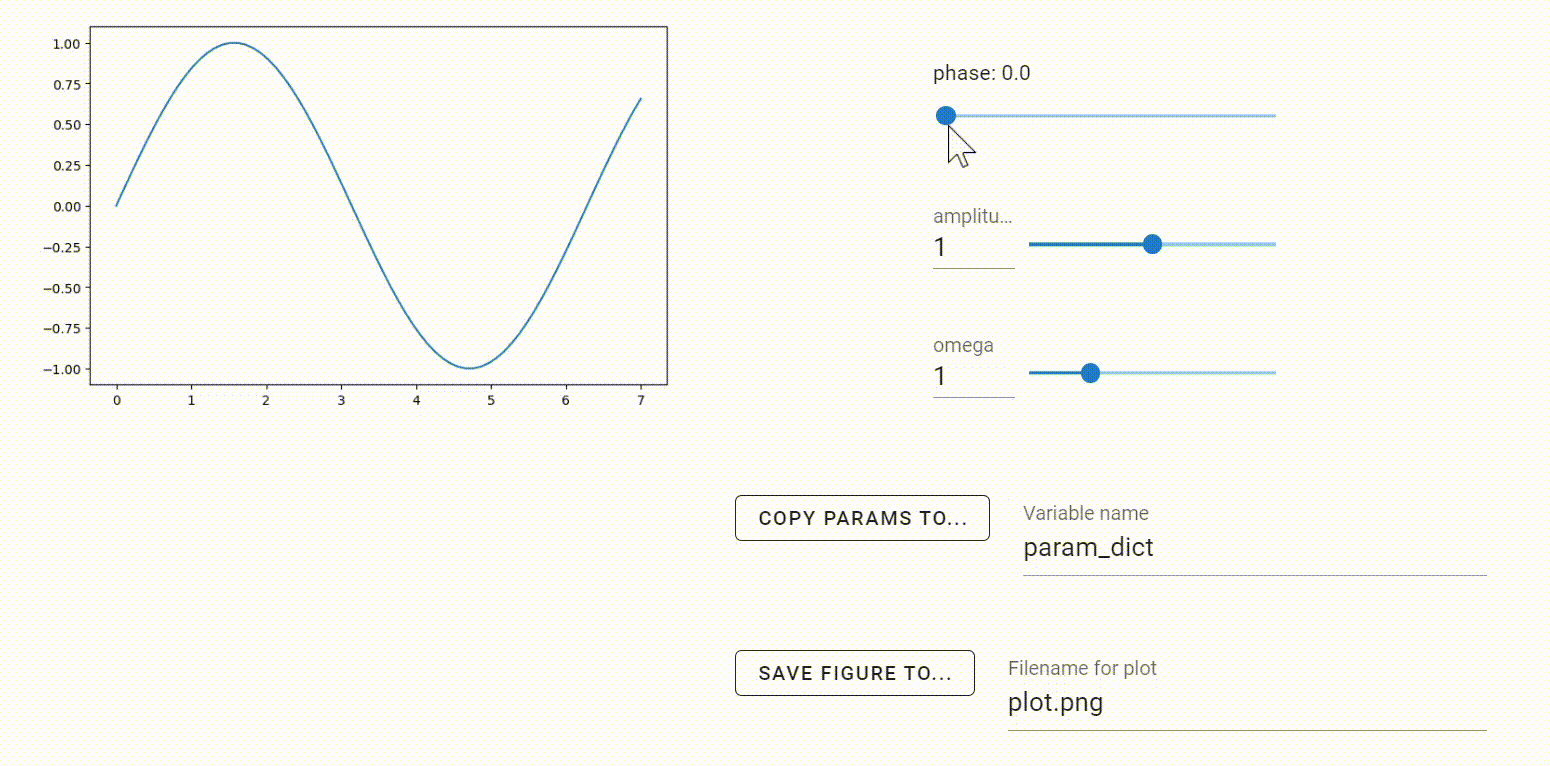 1.00
0.75
0.50
0.25
0.00
−0.25
−0.50
−0.75
−1.00
0 1 2 3 4 5 6 7
phase: 0.0
amplitu...
1
omega
1
COPY PARAMS TO...
Variable name
param_dict
SAVE FIGURE TO...
Filename for plot
plot.png